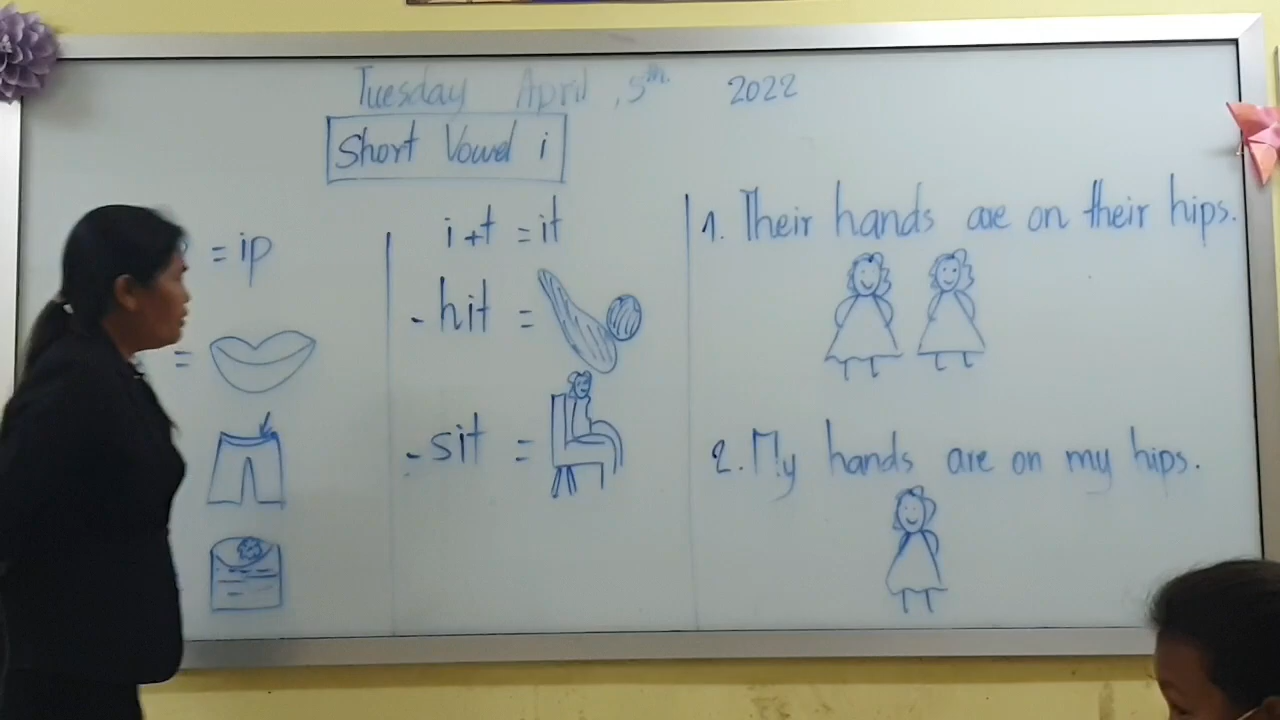 Tuesday April, 5th 2022
Short Vowel i
= ip
=
i + t = it
- hit =
- sit =
1. Their hands are on their hips.
2. My hands are on my hips.